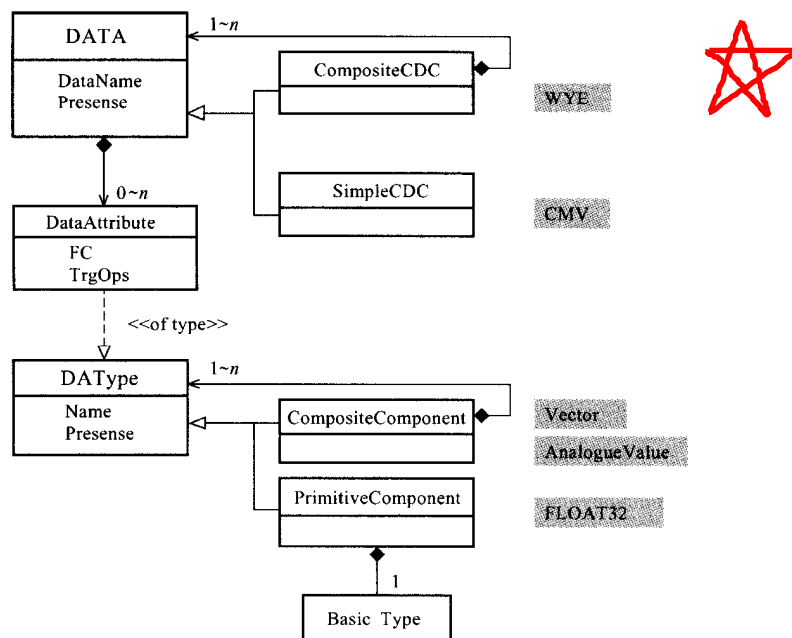 DATA
DataName
Presense
1~n
CompositeCDC
WYE
SimpleCDC
CMV
0~n
DataAttribute
FC
TrgOps
<<of type>>
DAType
Name
Presense
1~n
CompositeComponent
Vector
AnalogueValue
PrimitiveComponent
FLOAT32
1
Basic Type